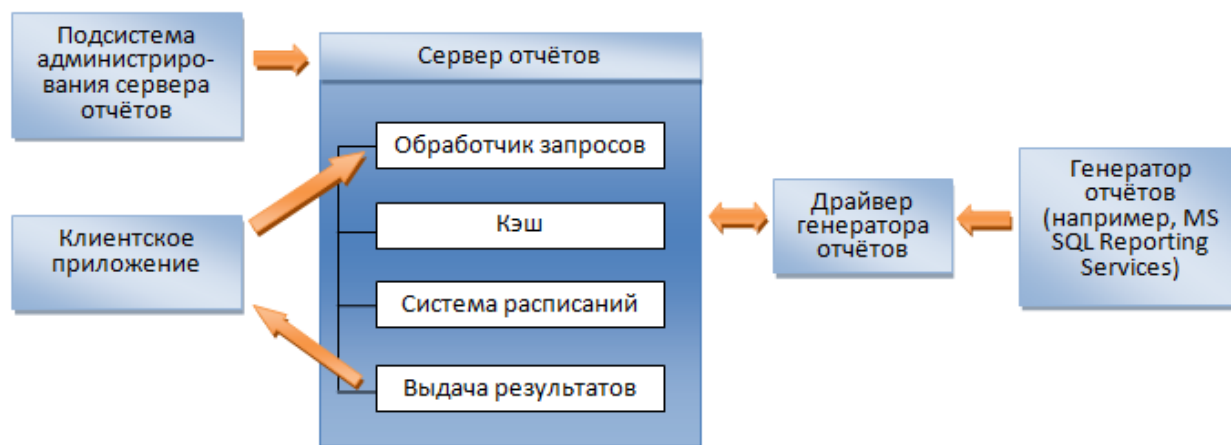 Подсистема
администриро-
вания сервера
отчётов
Сервер отчётов
Обработчик запросов
Кэш
Система расписаний
Выдача результатов
Клиентское
приложение
Драйвер
генератора
отчётов
Генератор
отчётов
(например, MS
SQL Reporting
Services)